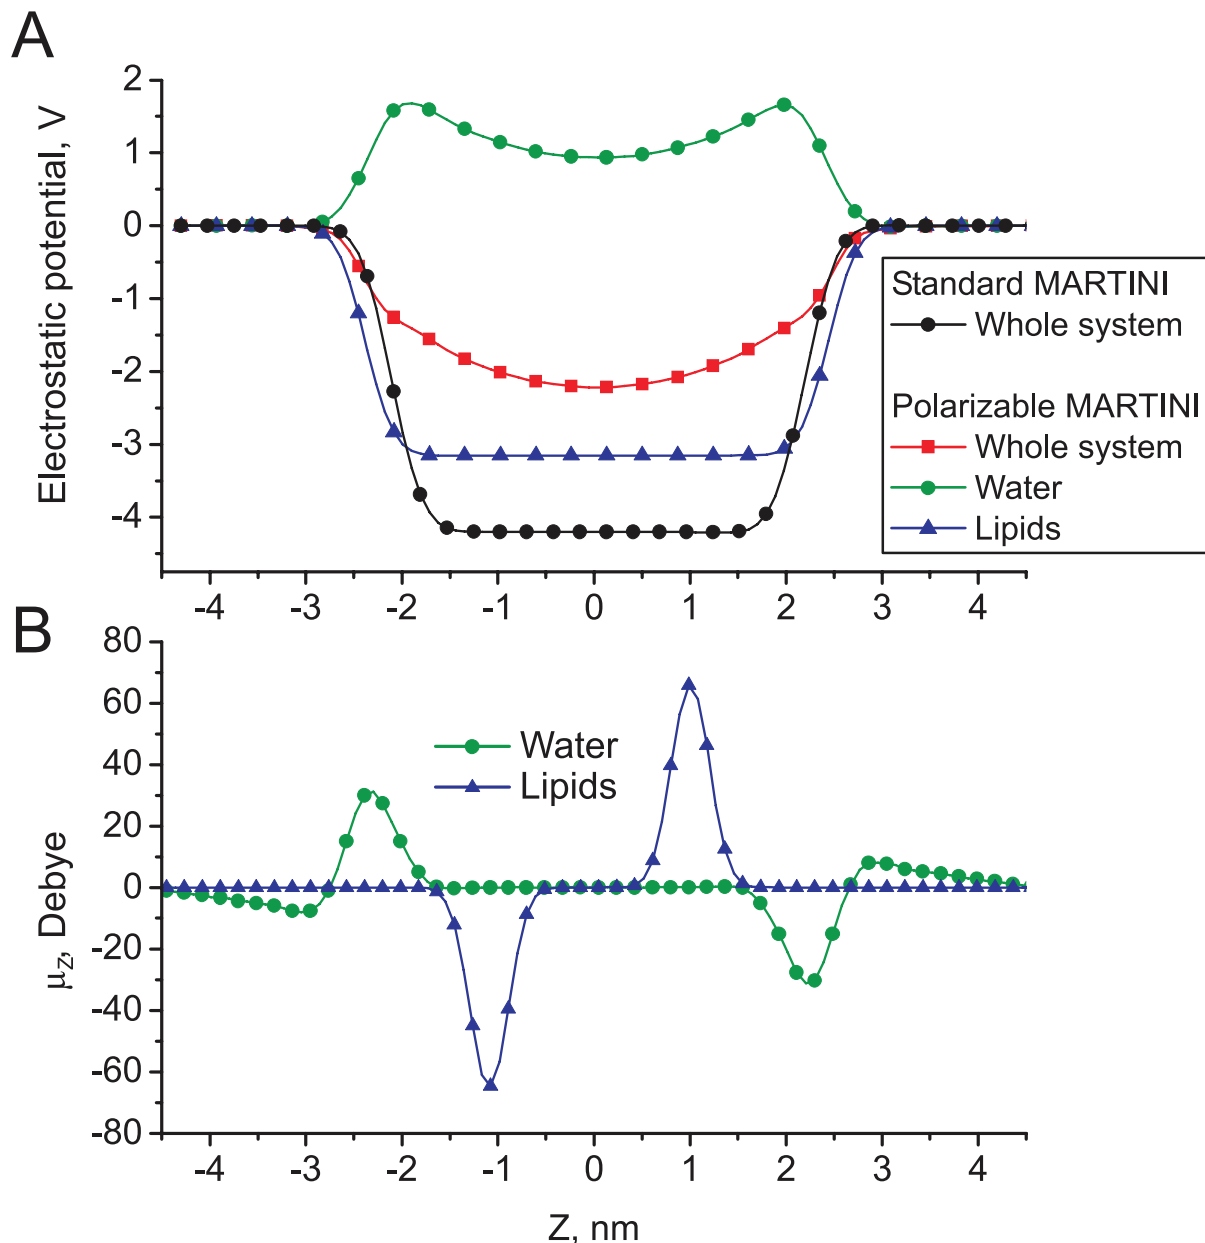 A
Electrostatic potential, V
2
1
0
-1
-2
-3
-4
-4 -3 -2 -1 0 1 2 3 4
Standard MARTINI
Whole system
Polarizable MARTINI
Whole system
Water
Lipids
B
μz, Debye
80
60
40
20
0
-20
-40
-60
-80
Water
Lipids
-4 -3 -2 -1 0 1 2 3 4
Z, nm